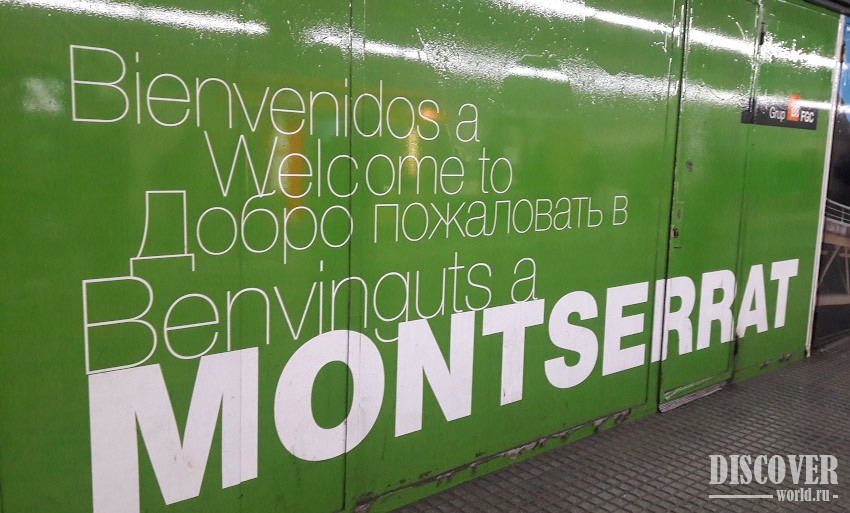 Bienvenidos a
Welcome to
Добро пожаловать в
Benvinguts a
MONTSERRAT
Grup FGC
DISCOVER
world.ru